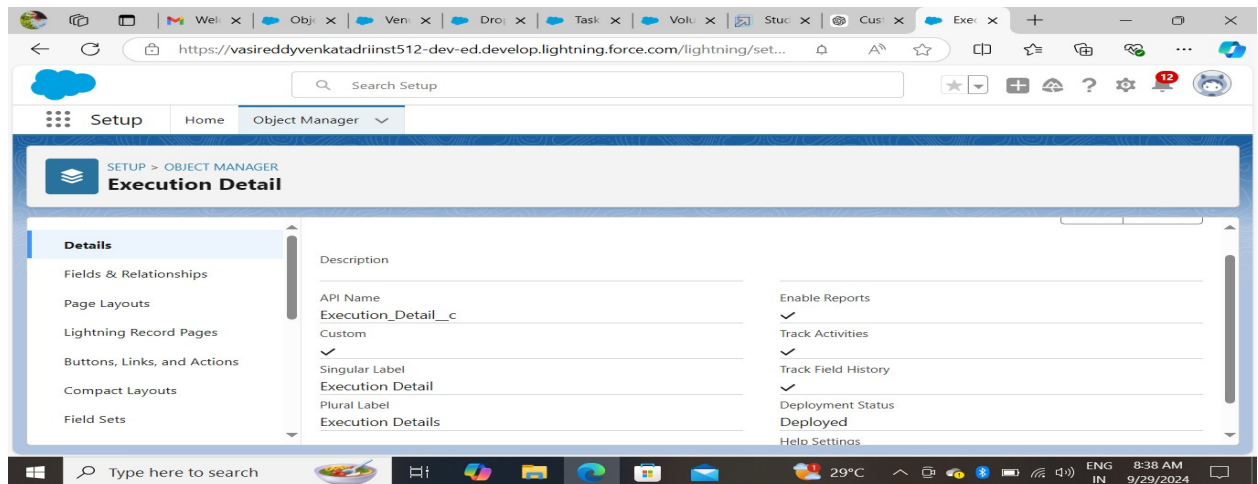 Wel
Obj
Ven
Dro
Task
Volu
Stud
Cust
Exec
https://vasireddyvenkatadriinst512-dev-ed.develop.lightning.force.com/lightning/set...
Search Setup
12
Setup
Home
Object Manager
SETUP > OBJECT MANAGER
Execution Detail
Details
Fields & Relationships
Page Layouts
Lightning Record Pages
Buttons, Links, and Actions
Compact Layouts
Field Sets
Description
API Name
Execution_Detail__c
Custom
Singular Label
Execution Detail
Plural Label
Execution Details
Enable Reports
Track Activities
Track Field History
Deployment Status
Deployed
Help Settings
Type here to search
29°C
ENG
IN
8:38 AM
9/29/2024